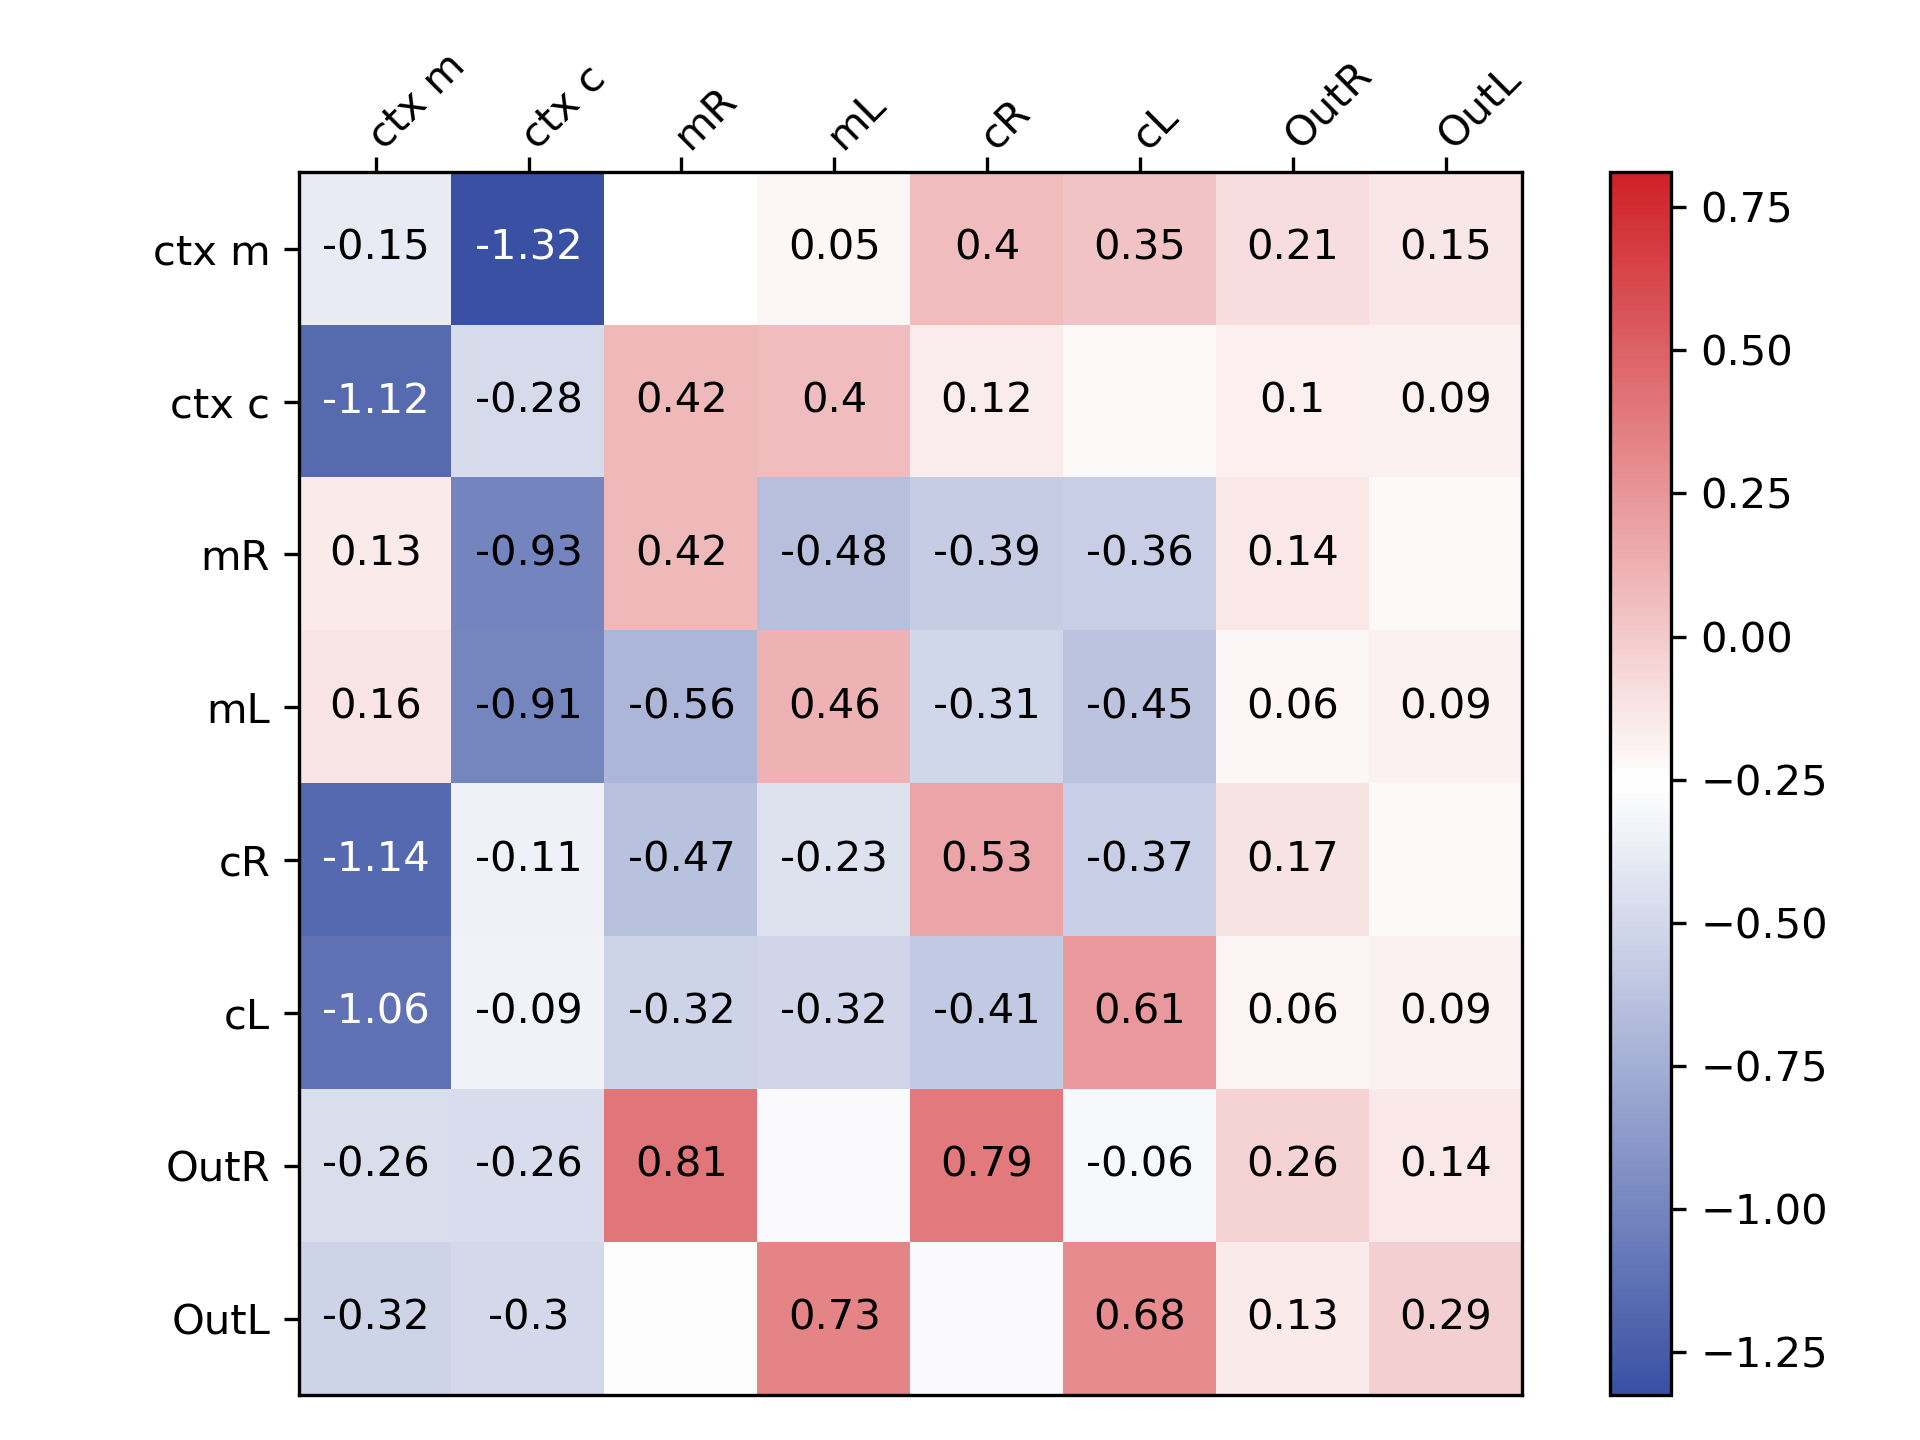 ctx m ctx c mR mL cR cL OutR OutL
ctx m -0.15 -1.32 0.05 0.4 0.35 0.21 0.15
ctx c -1.12 -0.28 0.42 0.4 0.12 0.1 0.09
mR 0.13 -0.93 0.42 -0.48 -0.39 -0.36 0.14
mL 0.16 -0.91 -0.56 0.46 -0.31 -0.45 0.06 0.09
cR -1.14 -0.11 -0.47 -0.23 0.53 -0.37 0.17
cL -1.06 -0.09 -0.32 -0.32 -0.41 0.61 0.06 0.09
OutR -0.26 -0.26 0.81 0.79 -0.06 0.26 0.14
OutL -0.32 -0.3 0.73 0.68 0.13 0.29
0.75
0.50
0.25
0.00
−0.25
−0.50
−0.75
−1.00
−1.25